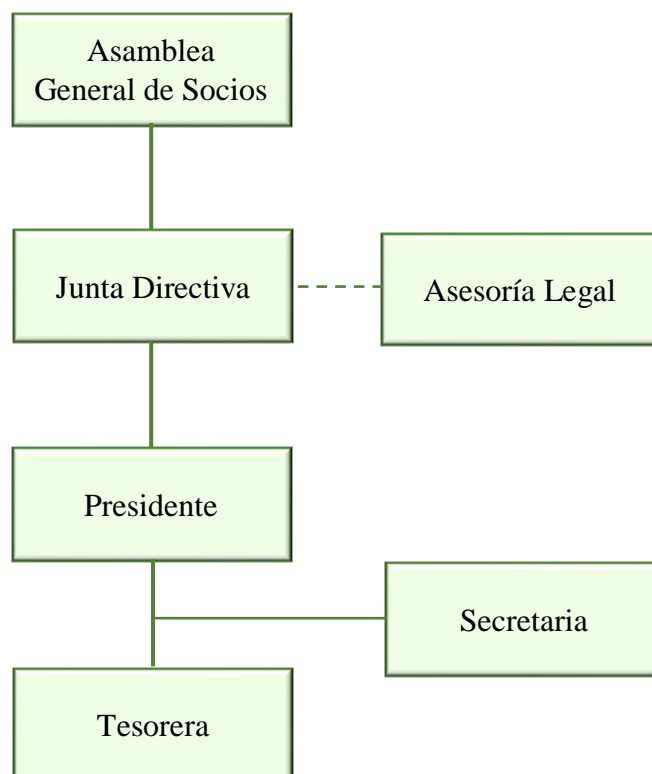 Asamblea
General de Socios
Junta Directiva
Asesoría Legal
Presidente
Secretaria
Tesorera